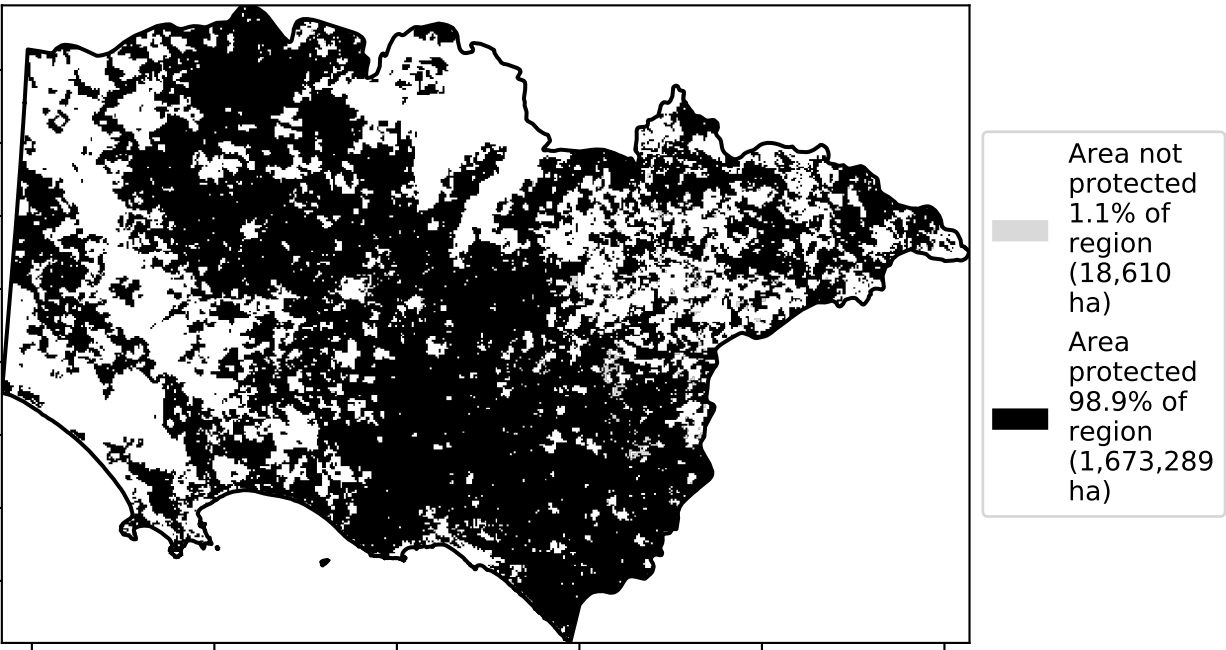 Area not
protected
1.1% of
region
(18,610
ha)
Area
protected
98.9% of
region
(1,673,289
ha)